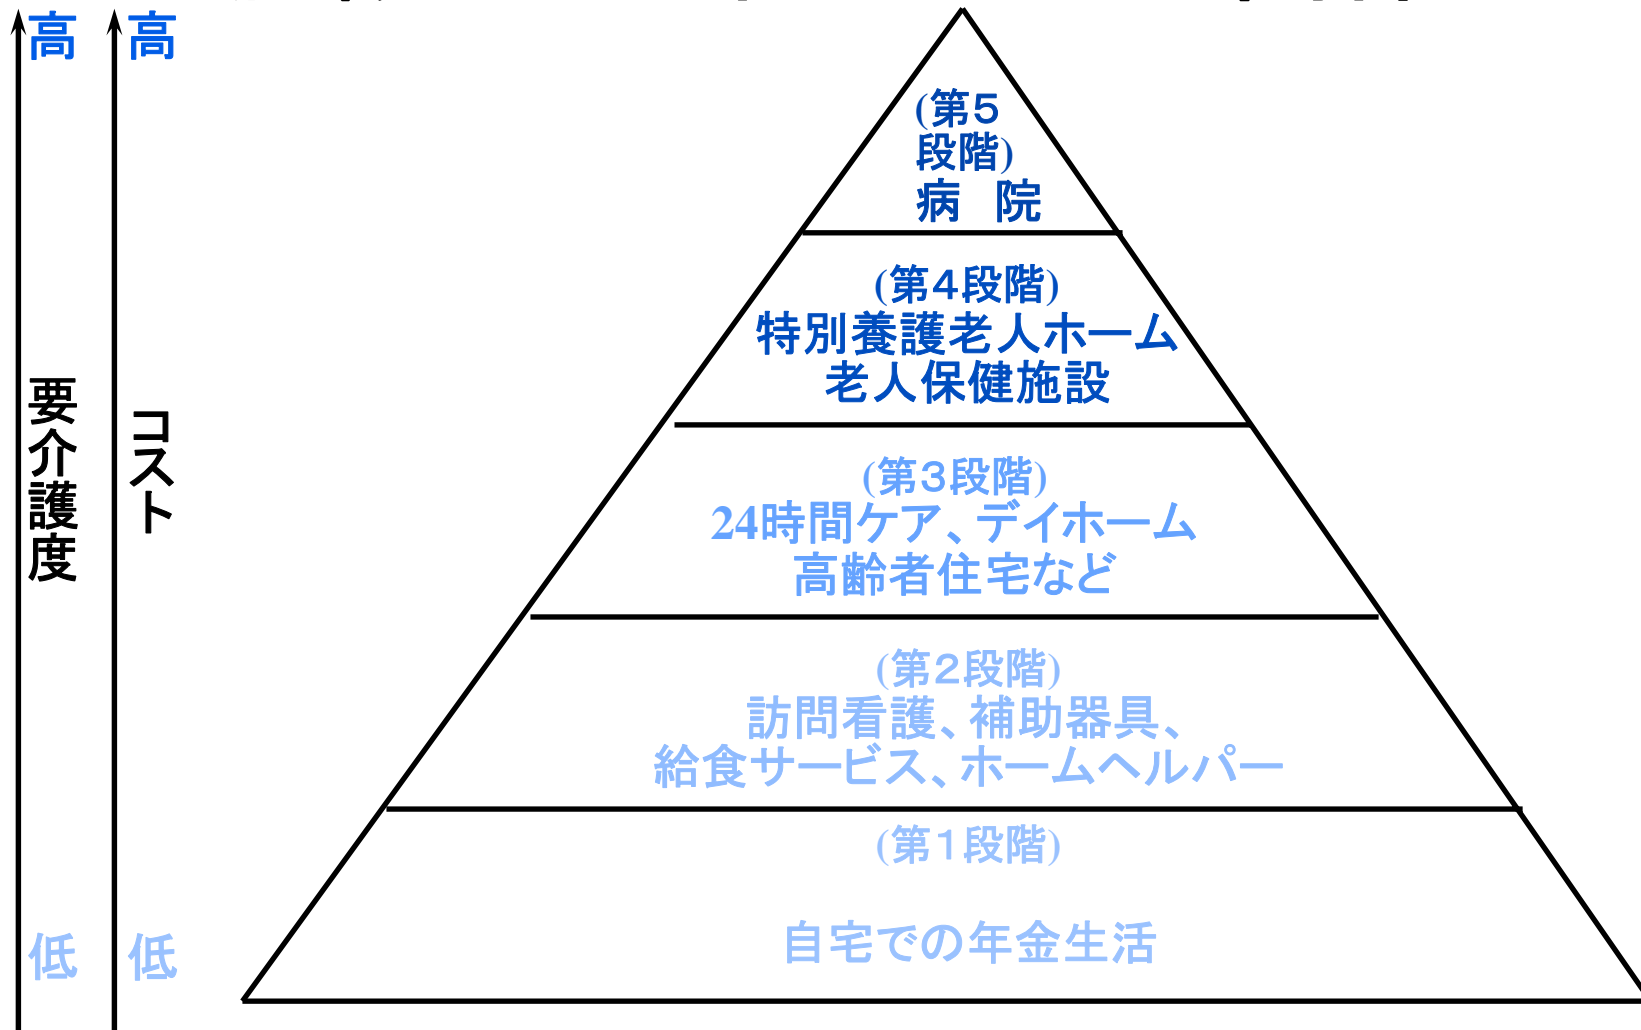 高
高
要介護度
コスト
低
低
(第５
段階)
病　院
(第４段階)
特別養護老人ホーム
老人保健施設
(第３段階)
24時間ケア、デイホーム
高齢者住宅など
(第２段階)
訪問看護、補助器具、
給食サービス、ホームヘルパー
(第１段階)
自宅での年金生活